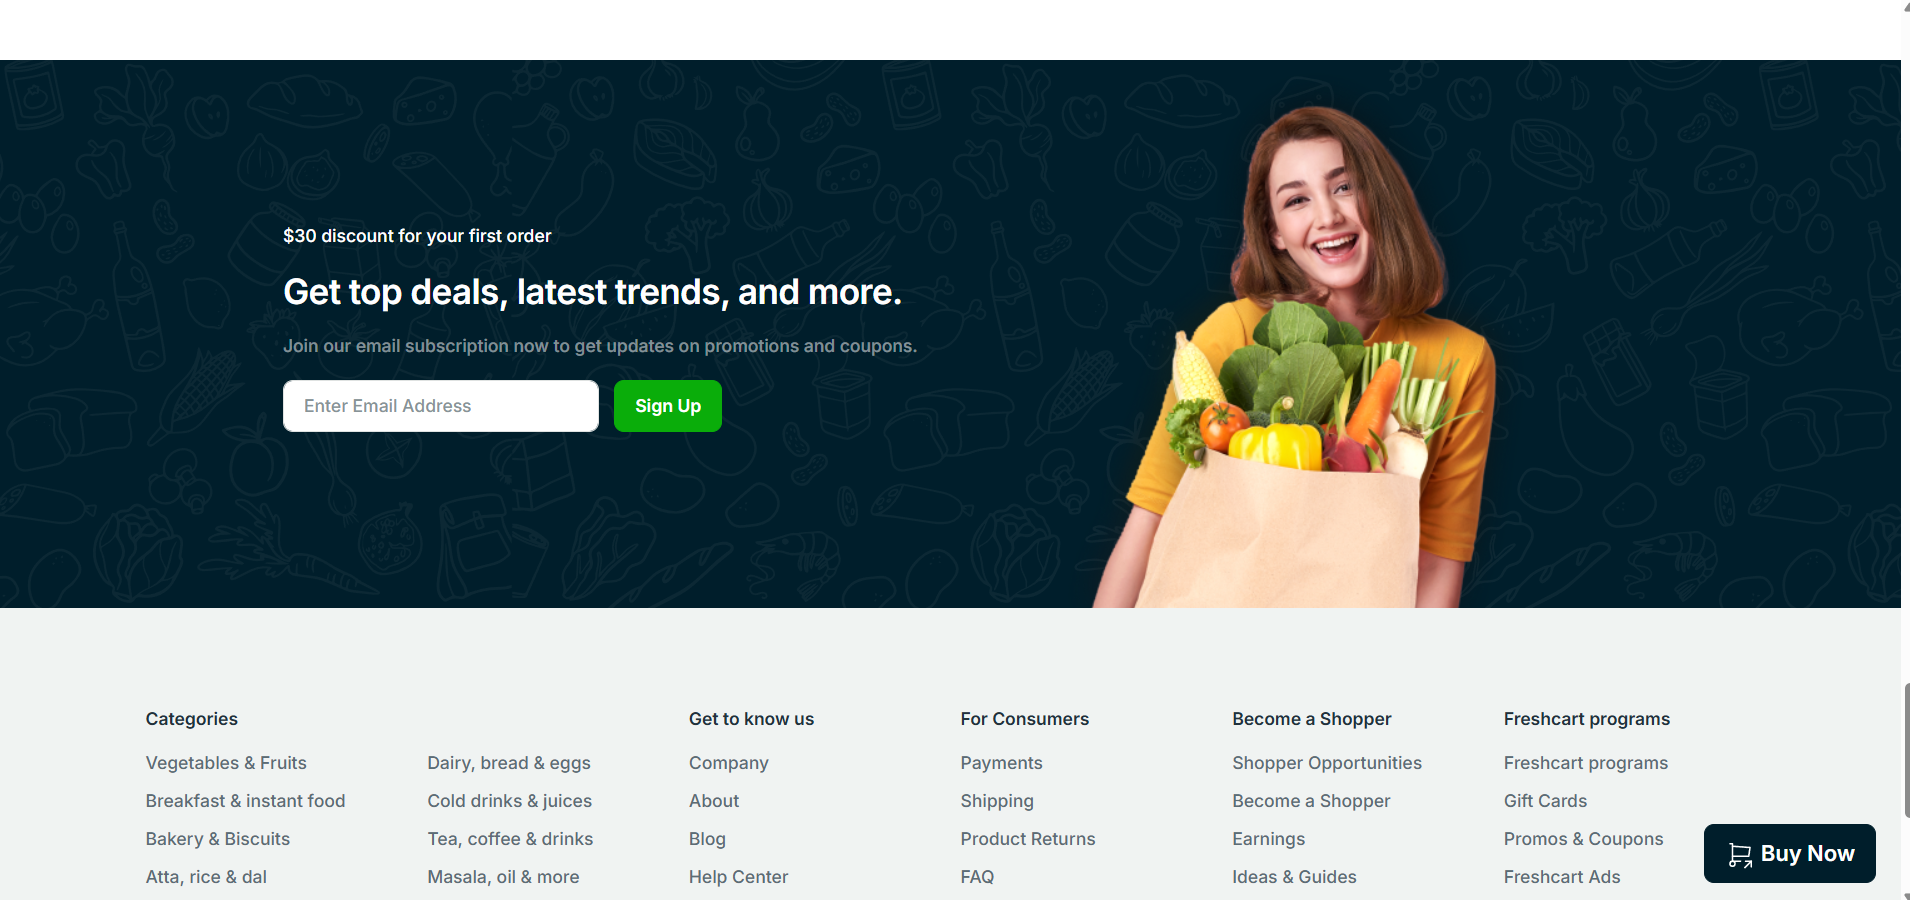 $30 discount for your first order
Get top deals, latest trends, and more.
Join our email subscription now to get updates on promotions and coupons.
Enter Email Address
Sign Up
Categories
Vegetables & Fruits
Breakfast & instant food
Bakery & Biscuits
Atta, rice & dal
Dairy, bread & eggs
Cold drinks & juices
Tea, coffee & drinks
Masala, oil & more
Get to know us
Company
About
Blog
Help Center
For Consumers
Payments
Shipping
Product Returns
FAQ
Become a Shopper
Shopper Opportunities
Become a Shopper
Earnings
Ideas & Guides
Freshcart programs
Freshcart programs
Gift Cards
Promos & Coupons
Freshcart Ads
Buy Now